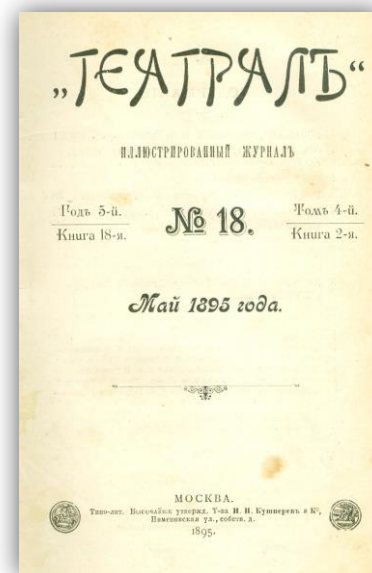 „ТЕАТРАЛЪ“
ИЛЛЮСТРИРОВАННЫЙ ЖУРНАЛЪ
Годъ 5-й.
Книга 18-я.
№ 18.
Томъ 4-й.
Книга 2-я.
Май 1895 года.
МОСКВА.
Типо-лит. Высочайше утвержд. Т-ва И. Н. Кушнеревъ и Кº,
Пименовская ул., собств. д.
1895.